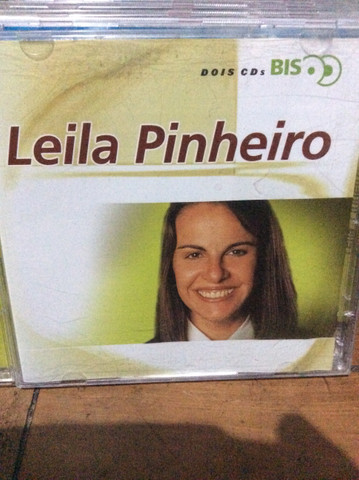 DOIS CDs BIS
Leila Pinheiro